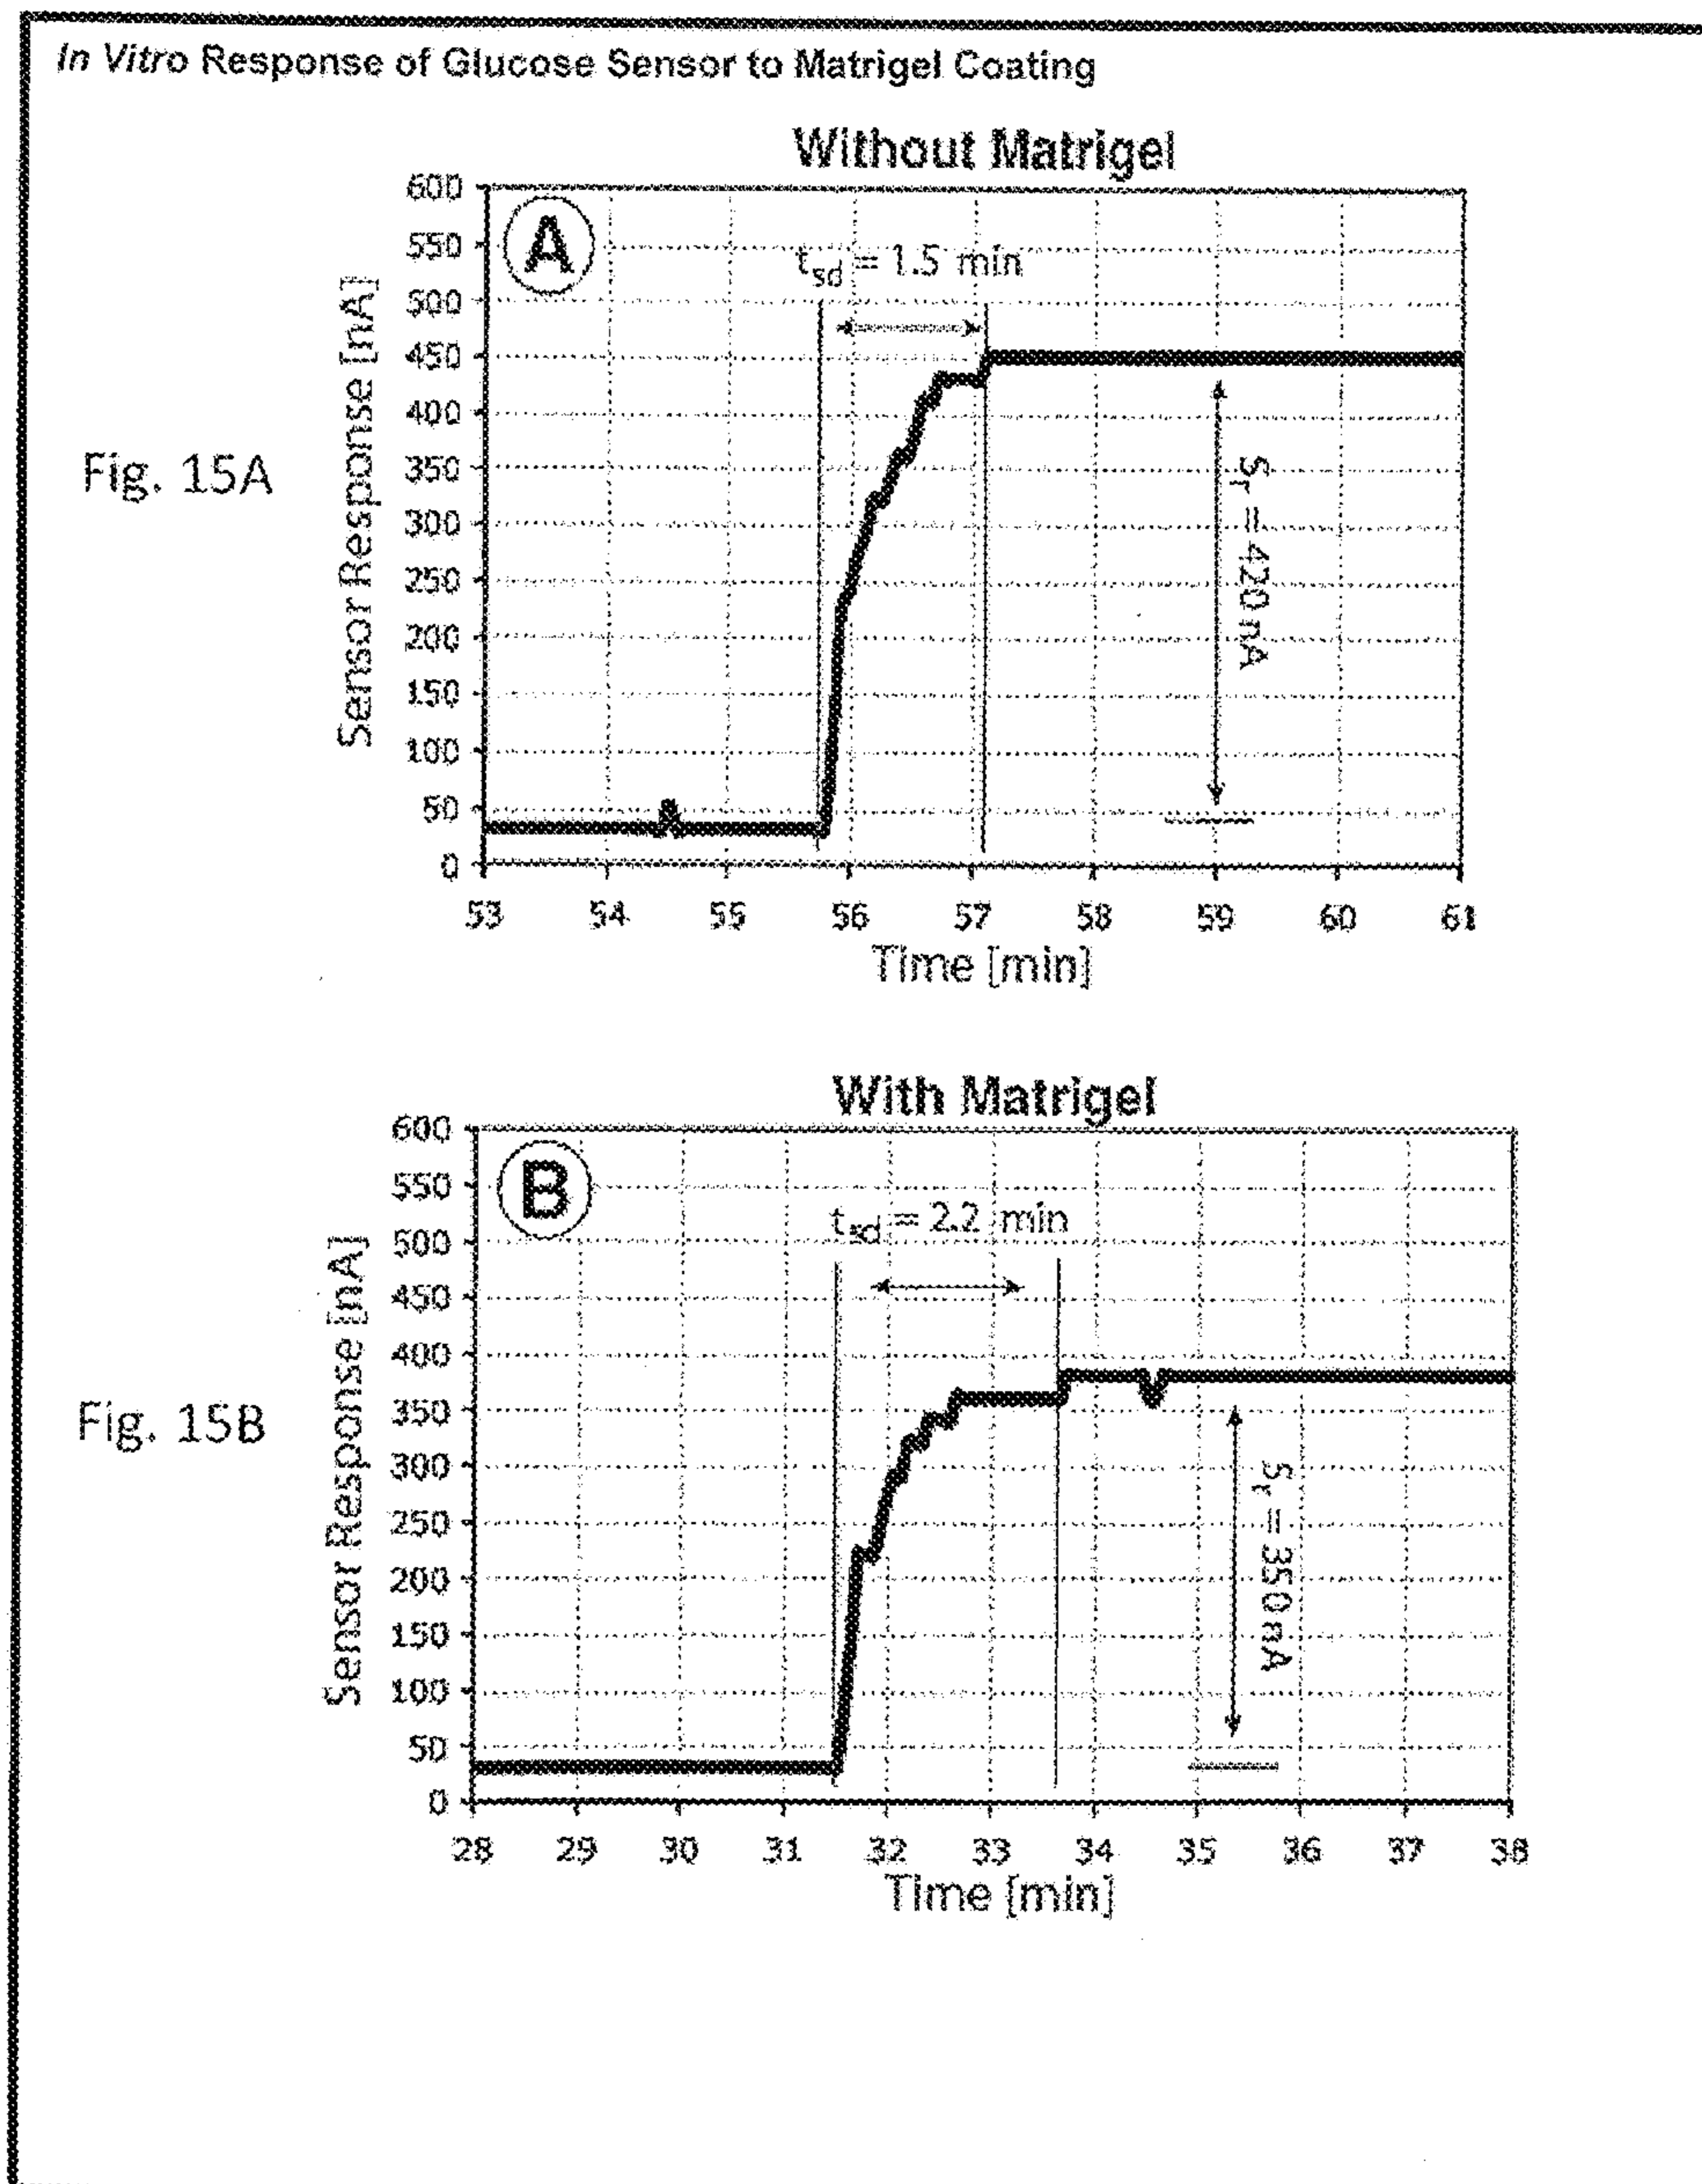 In Vitro Response of Glucose Sensor to Matrigel Coating
Without Matrigel
Fig. 15A
A
tsd = 1.5 min
Sr = 420 nA
Sensor Response [nA]
600
550
500
450
400
350
300
250
200
150
100
50
0
53 54 55 56 57 58 59 60 61
Time [min]
With Matrigel
Fig. 15B
B
tsd = 2.2 min
Sr = 350 nA
Sensor Response [nA]
600
550
500
450
400
350
300
250
200
150
100
50
0
28 29 30 31 32 33 34 35 36 37 38
Time [min]